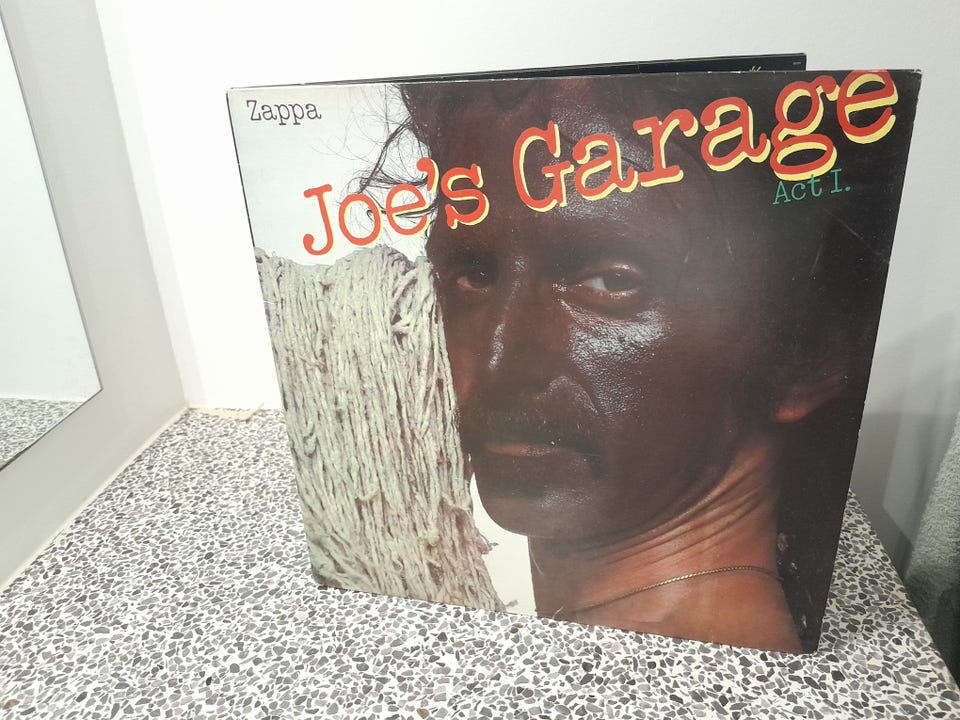 Zappa
Joe's Garage
Act I.